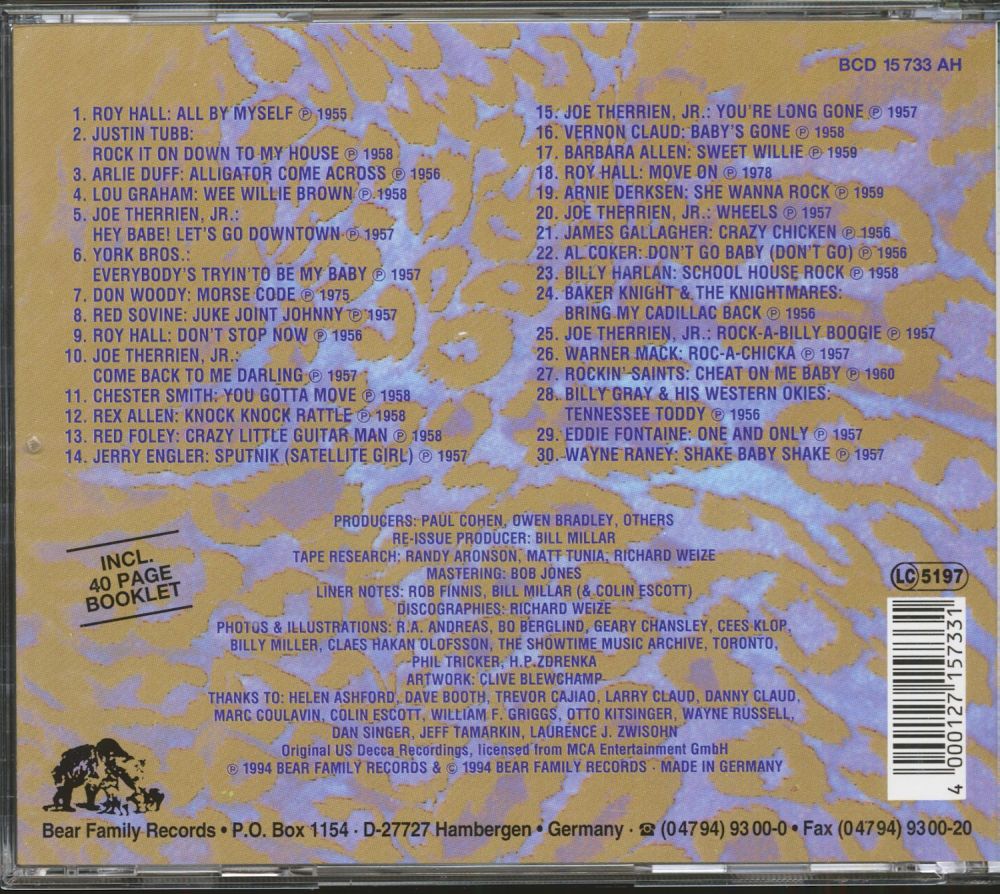 BCD 15 733 AH
1. ROY HALL: ALL BY MYSELF ℗ 1955
2. JUSTIN TUBB:
ROCK IT ON DOWN TO MY HOUSE ℗ 1958
3. ARLIE DUFF: ALLIGATOR COME ACROSS ℗ 1956
4. LOU GRAHAM: WEE WILLIE BROWN ℗ 1958
5. JOE THERRIEN, JR.:
HEY BABE! LET'S GO DOWNTOWN ℗ 1957
6. YORK BROS.:
EVERYBODY'S TRYIN' TO BE MY BABY ℗ 1957
7. DON WOODY: MORSE CODE ℗ 1975
8. RED SOVINE: JUKE JOINT JOHNNY ℗ 1957
9. ROY HALL: DON'T STOP NOW ℗ 1956
10. JOE THERRIEN, JR.:
COME BACK TO ME DARLING ℗ 1957
11. CHESTER SMITH: YOU GOTTA MOVE ℗ 1958
12. REX ALLEN: KNOCK KNOCK RATTLE ℗ 1958
13. RED FOLEY: CRAZY LITTLE GUITAR MAN ℗ 1958
14. JERRY ENGLER: SPUTNIK (SATELLITE GIRL) ℗ 1957
15. JOE THERRIEN, JR.: YOU'RE LONG GONE ℗ 1957
16. VERNON CLAUD: BABY'S GONE ℗ 1958
17. BARBARA ALLEN: SWEET WILLIE ℗ 1959
18. ROY HALL: MOVE ON ℗ 1978
19. ARNIE DERKSEN: SHE WANNA ROCK ℗ 1959
20. JOE THERRIEN, JR.: WHEELS ℗ 1957
21. JAMES GALLAGHER: CRAZY CHICKEN ℗ 1956
22. AL COKER: DON'T GO BABY (DON'T GO) ℗ 1956
23. BILLY HARLAN: SCHOOL HOUSE ROCK ℗ 1958
24. BAKER KNIGHT & THE KNIGHTMARES:
BRING MY CADILLAC BACK ℗ 1956
25. JOE THERRIEN, JR.: ROCK-A-BILLY BOOGIE ℗ 1957
26. WARNER MACK: ROC-A-CHICKA ℗ 1957
27. ROCKIN' SAINTS: CHEAT ON ME BABY ℗ 1960
28. BILLY GRAY & HIS WESTERN OKIES:
TENNESSEE TODDY ℗ 1956
29. EDDIE FONTAINE: ONE AND ONLY ℗ 1957
30. WAYNE RANEY: SHAKE BABY SHAKE ℗ 1957
PRODUCERS: PAUL COHEN, OWEN BRADLEY, OTHERS
RE-ISSUE PRODUCER: BILL MILLAR
TAPE RESEARCH: RANDY ARONSON, MATT TUNIA, RICHARD WEIZE
MASTERING: BOB JONES
LINER NOTES: ROB FINNIS, BILL MILLAR (& COLIN ESCOTT)
DISCOGRAPHIES: RICHARD WEIZE
PHOTOS & ILLUSTRATIONS: R.A. ANDREAS, BO BERGLIND, GEARY CHANSLEY, CEES KLOP,
BILLY MILLER, CLAES HAKAN OLOFSSON, THE SHOWTIME MUSIC ARCHIVE, TORONTO,
PHIL TRICKER, H.P. ZDRENKA
ARTWORK: CLIVE BLEWCHAMP
THANKS TO: HELEN ASHFORD, DAVE BOOTH, TREVOR CAJIAO, LARRY CLAUD, DANNY CLAUD,
MARC COULAVIN, COLIN ESCOTT, WILLIAM F. GRIGGS, OTTO KITSINGER, WAYNE RUSSELL,
DAN SINGER, JEFF TAMARKIN, LAURENCE J. ZWISOHN
Original US Decca Recordings, licensed from MCA Entertainment GmbH
℗ 1994 BEAR FAMILY RECORDS & © 1994 BEAR FAMILY RECORDS · MADE IN GERMANY
INCL.
40 PAGE
BOOKLET
LC 5197
4 000127 157331
Bear Family Records • P.O. Box 1154 · D-27727 Hambergen • Germany · ☎ (0 47 94) 93 00-0 • Fax (0 47 94) 93 00-20